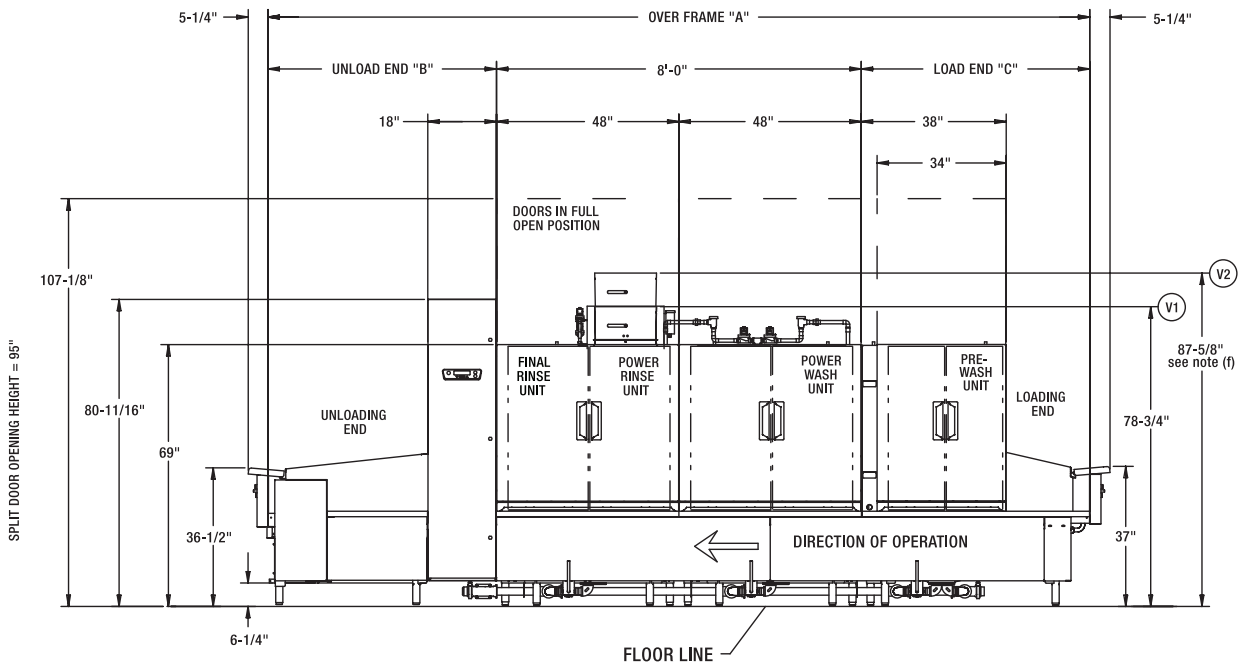 5-1/4"
OVER FRAME "A"
5-1/4"
UNLOAD END "B"
8'-0"
LOAD END "C"
18"
48"
48"
38"
34"
DOORS IN FULL
OPEN POSITION
107-1/8"
V2
V1
87-5/8"
see note (f)
SPLIT DOOR OPENING HEIGHT = 95"
80-11/16"
FINAL
RINSE
UNIT
POWER
RINSE
UNIT
POWER
WASH
UNIT
PRE-
WASH
UNIT
LOADING
END
UNLOADING
END
78-3/4"
69"
36-1/2"
37"
DIRECTION OF OPERATION
6-1/4"
FLOOR LINE